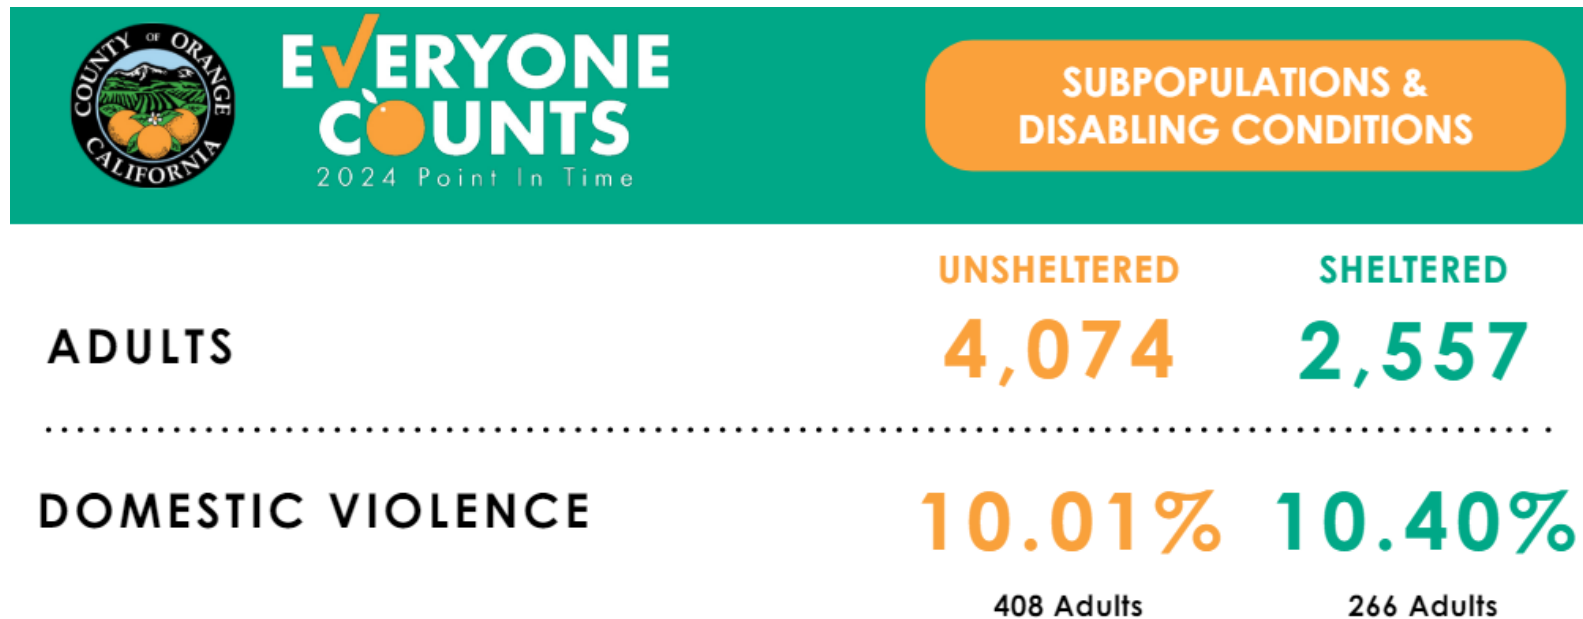 COUNTY OF ORANGE
CALIFORNIA
EVERYONE
COUNTS
2024 Point In Time
SUBPOPULATIONS &
DISABLING CONDITIONS
UNSHELTERED SHELTERED
ADULTS 4,074 2,557
DOMESTIC VIOLENCE 10.01% 10.40%
408 Adults 266 Adults